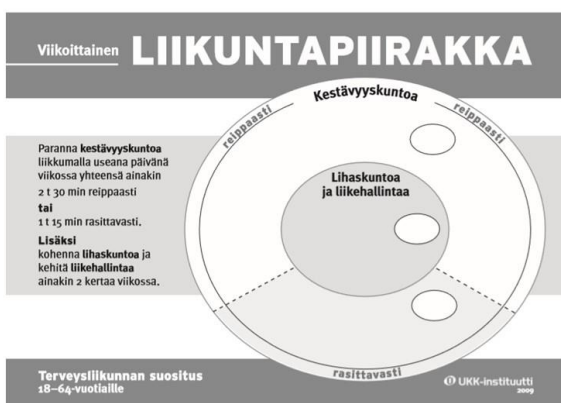 Viikoittainen LIIKUNTAPIIRAKKA
Kestävyyskuntoa
reippaasti
reippaasti
Paranna kestävyyskuntoa
liikkumalla useana päivänä
viikossa yhteensä ainakin
2 t 30 min reippaasti
tai
1 t 15 min rasittavasti.
Lisäksi
kohenna lihaskuntoa ja
kehitä liikehallintaa
ainakin 2 kertaa viikossa.
Lihaskuntoa
ja liikehallintaa
rasittavasti
Terveysliikunnan suositus
18–64-vuotiaille
UKK-instituutti
2009